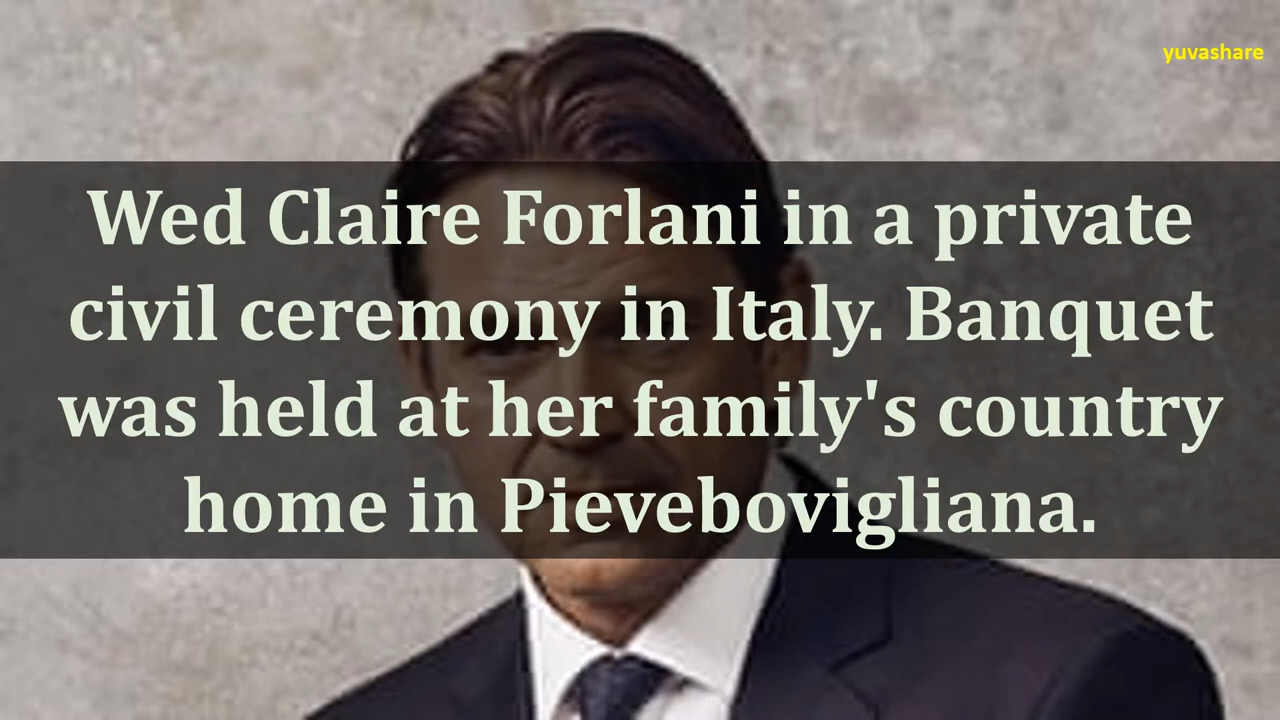 yuvashare
Wed Claire Forlani in a private
civil ceremony in Italy. Banquet
was held at her family's country
home in Pievebovigliana.